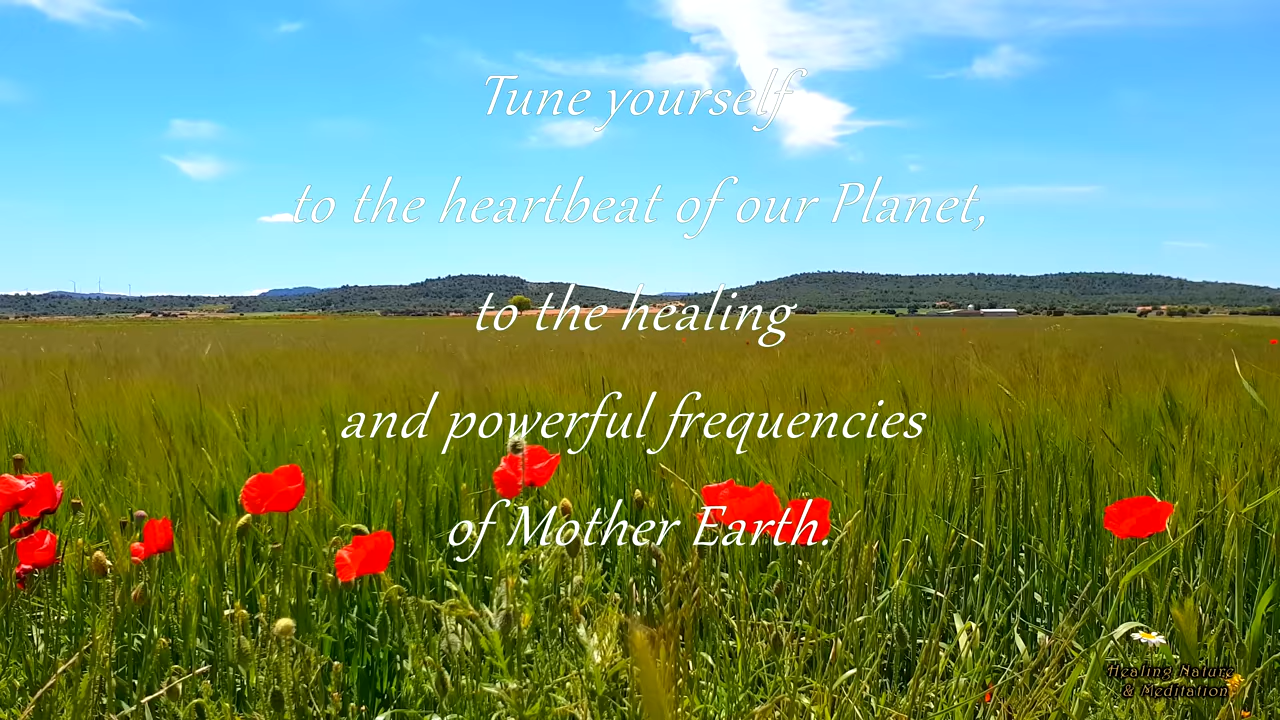 Tune yourself
to the heartbeat of our Planet,
to the healing
and powerful frequencies
of Mother Earth.
Healing Nature
& Meditation